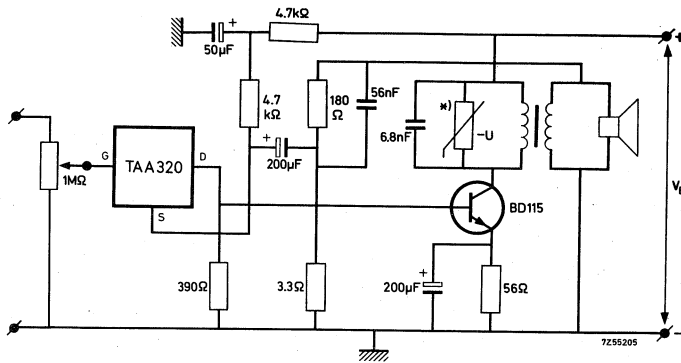 4.7kΩ
+
+
50µF
4.7
kΩ
180
Ω
56nF
*)
-U
6.8nF
+
200µF
G
TAA320
D
1MΩ
S
BD115
390Ω
3.3Ω
+
200µF
56Ω
7Z55205
-